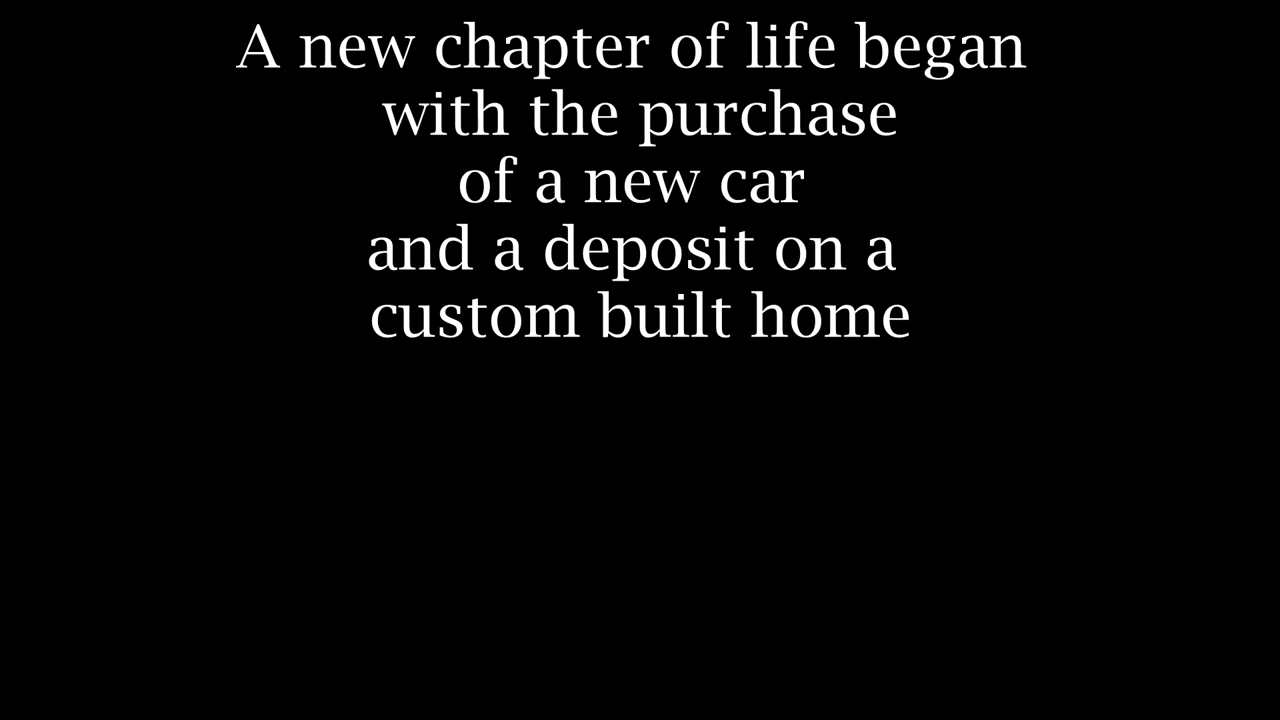 A new chapter of life began
with the purchase
of a new car
and a deposit on a
custom built home